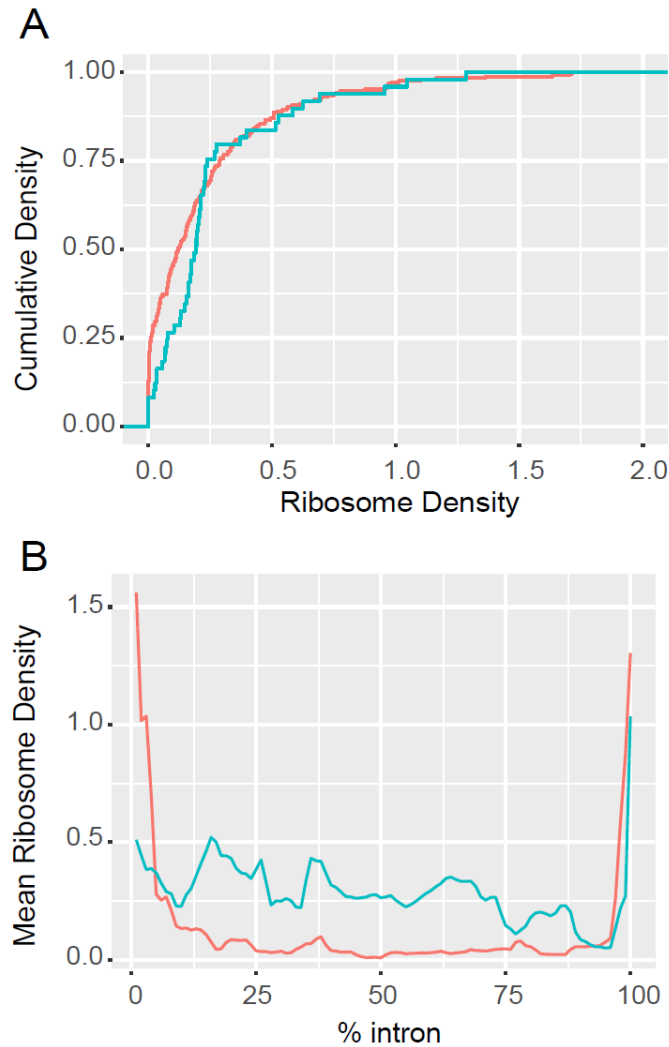 A
1.00
0.75
0.50
0.25
0.00
Cumulative Density
0.0 0.5 1.0 1.5 2.0
Ribosome Density
B
1.5
1.0
0.5
0.0
Mean Ribosome Density
0 25 50 75 100
% intron